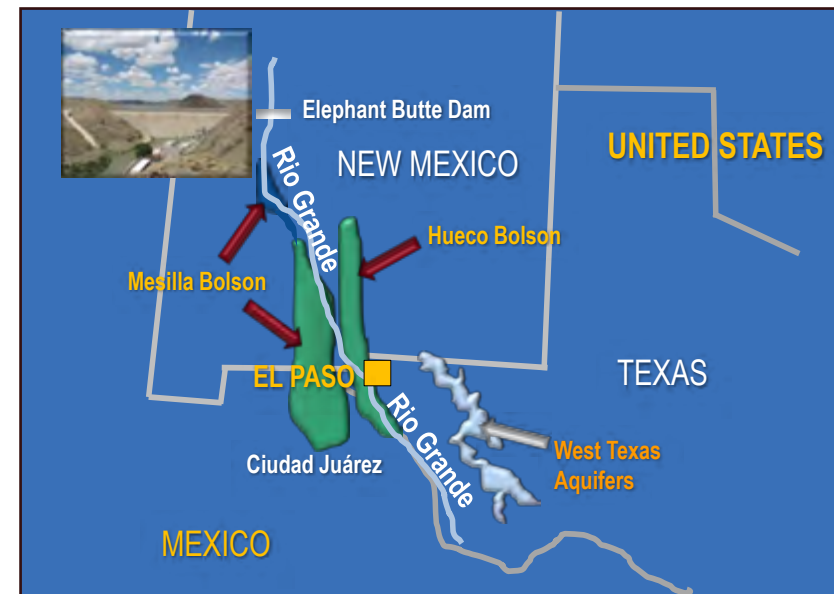 Elephant Butte Dam
UNITED STATES
NEW MEXICO
Rio Grande
Hueco Bolson
Mesilla Bolson
EL PASO
TEXAS
Rio Grande
West Texas
Aquifers
Ciudad Juárez
MEXICO